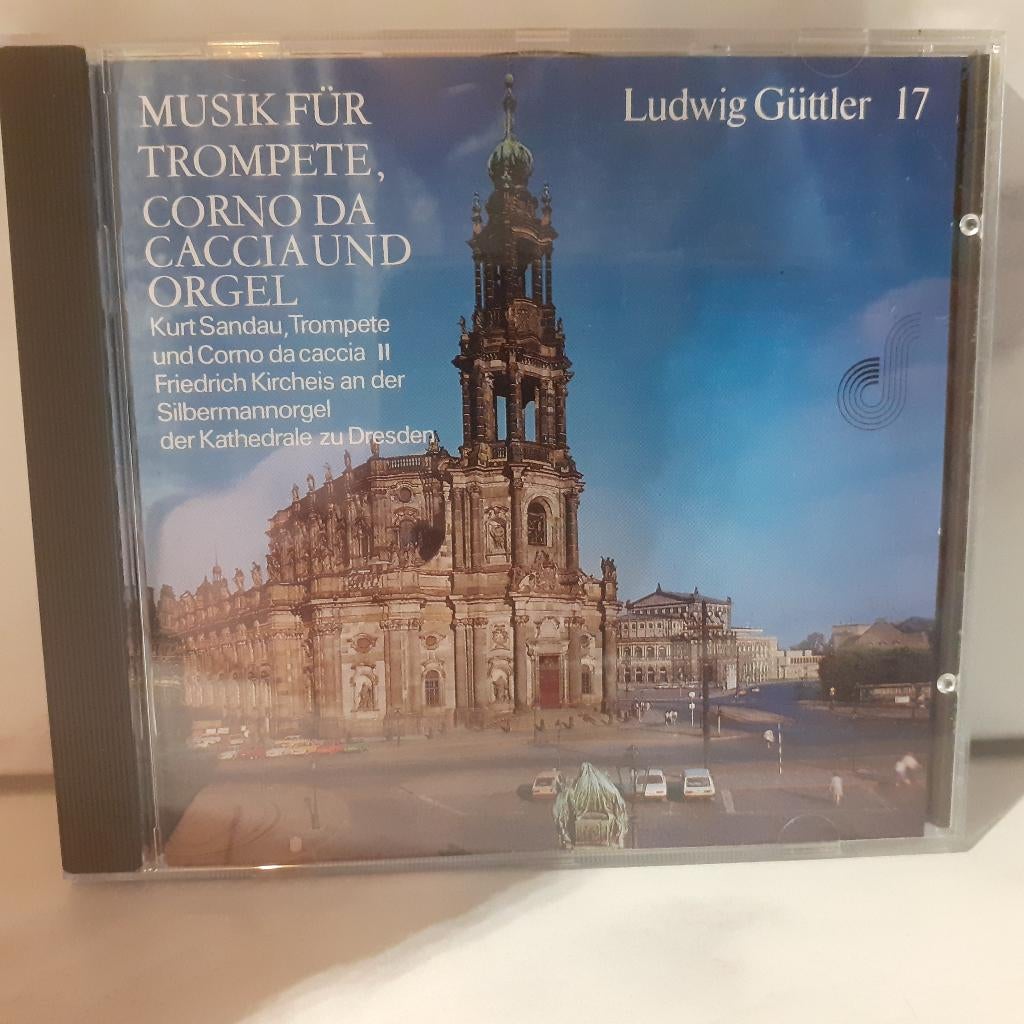 MUSIK FÜR
TROMPETE,
CORNO DA
CACCIA UND
ORGEL
Kurt Sandau, Trompete
und Corno da caccia II
Friedrich Kircheis an der
Silbermannorgel
der Kathedrale zu Dresden
Ludwig Güttler 17